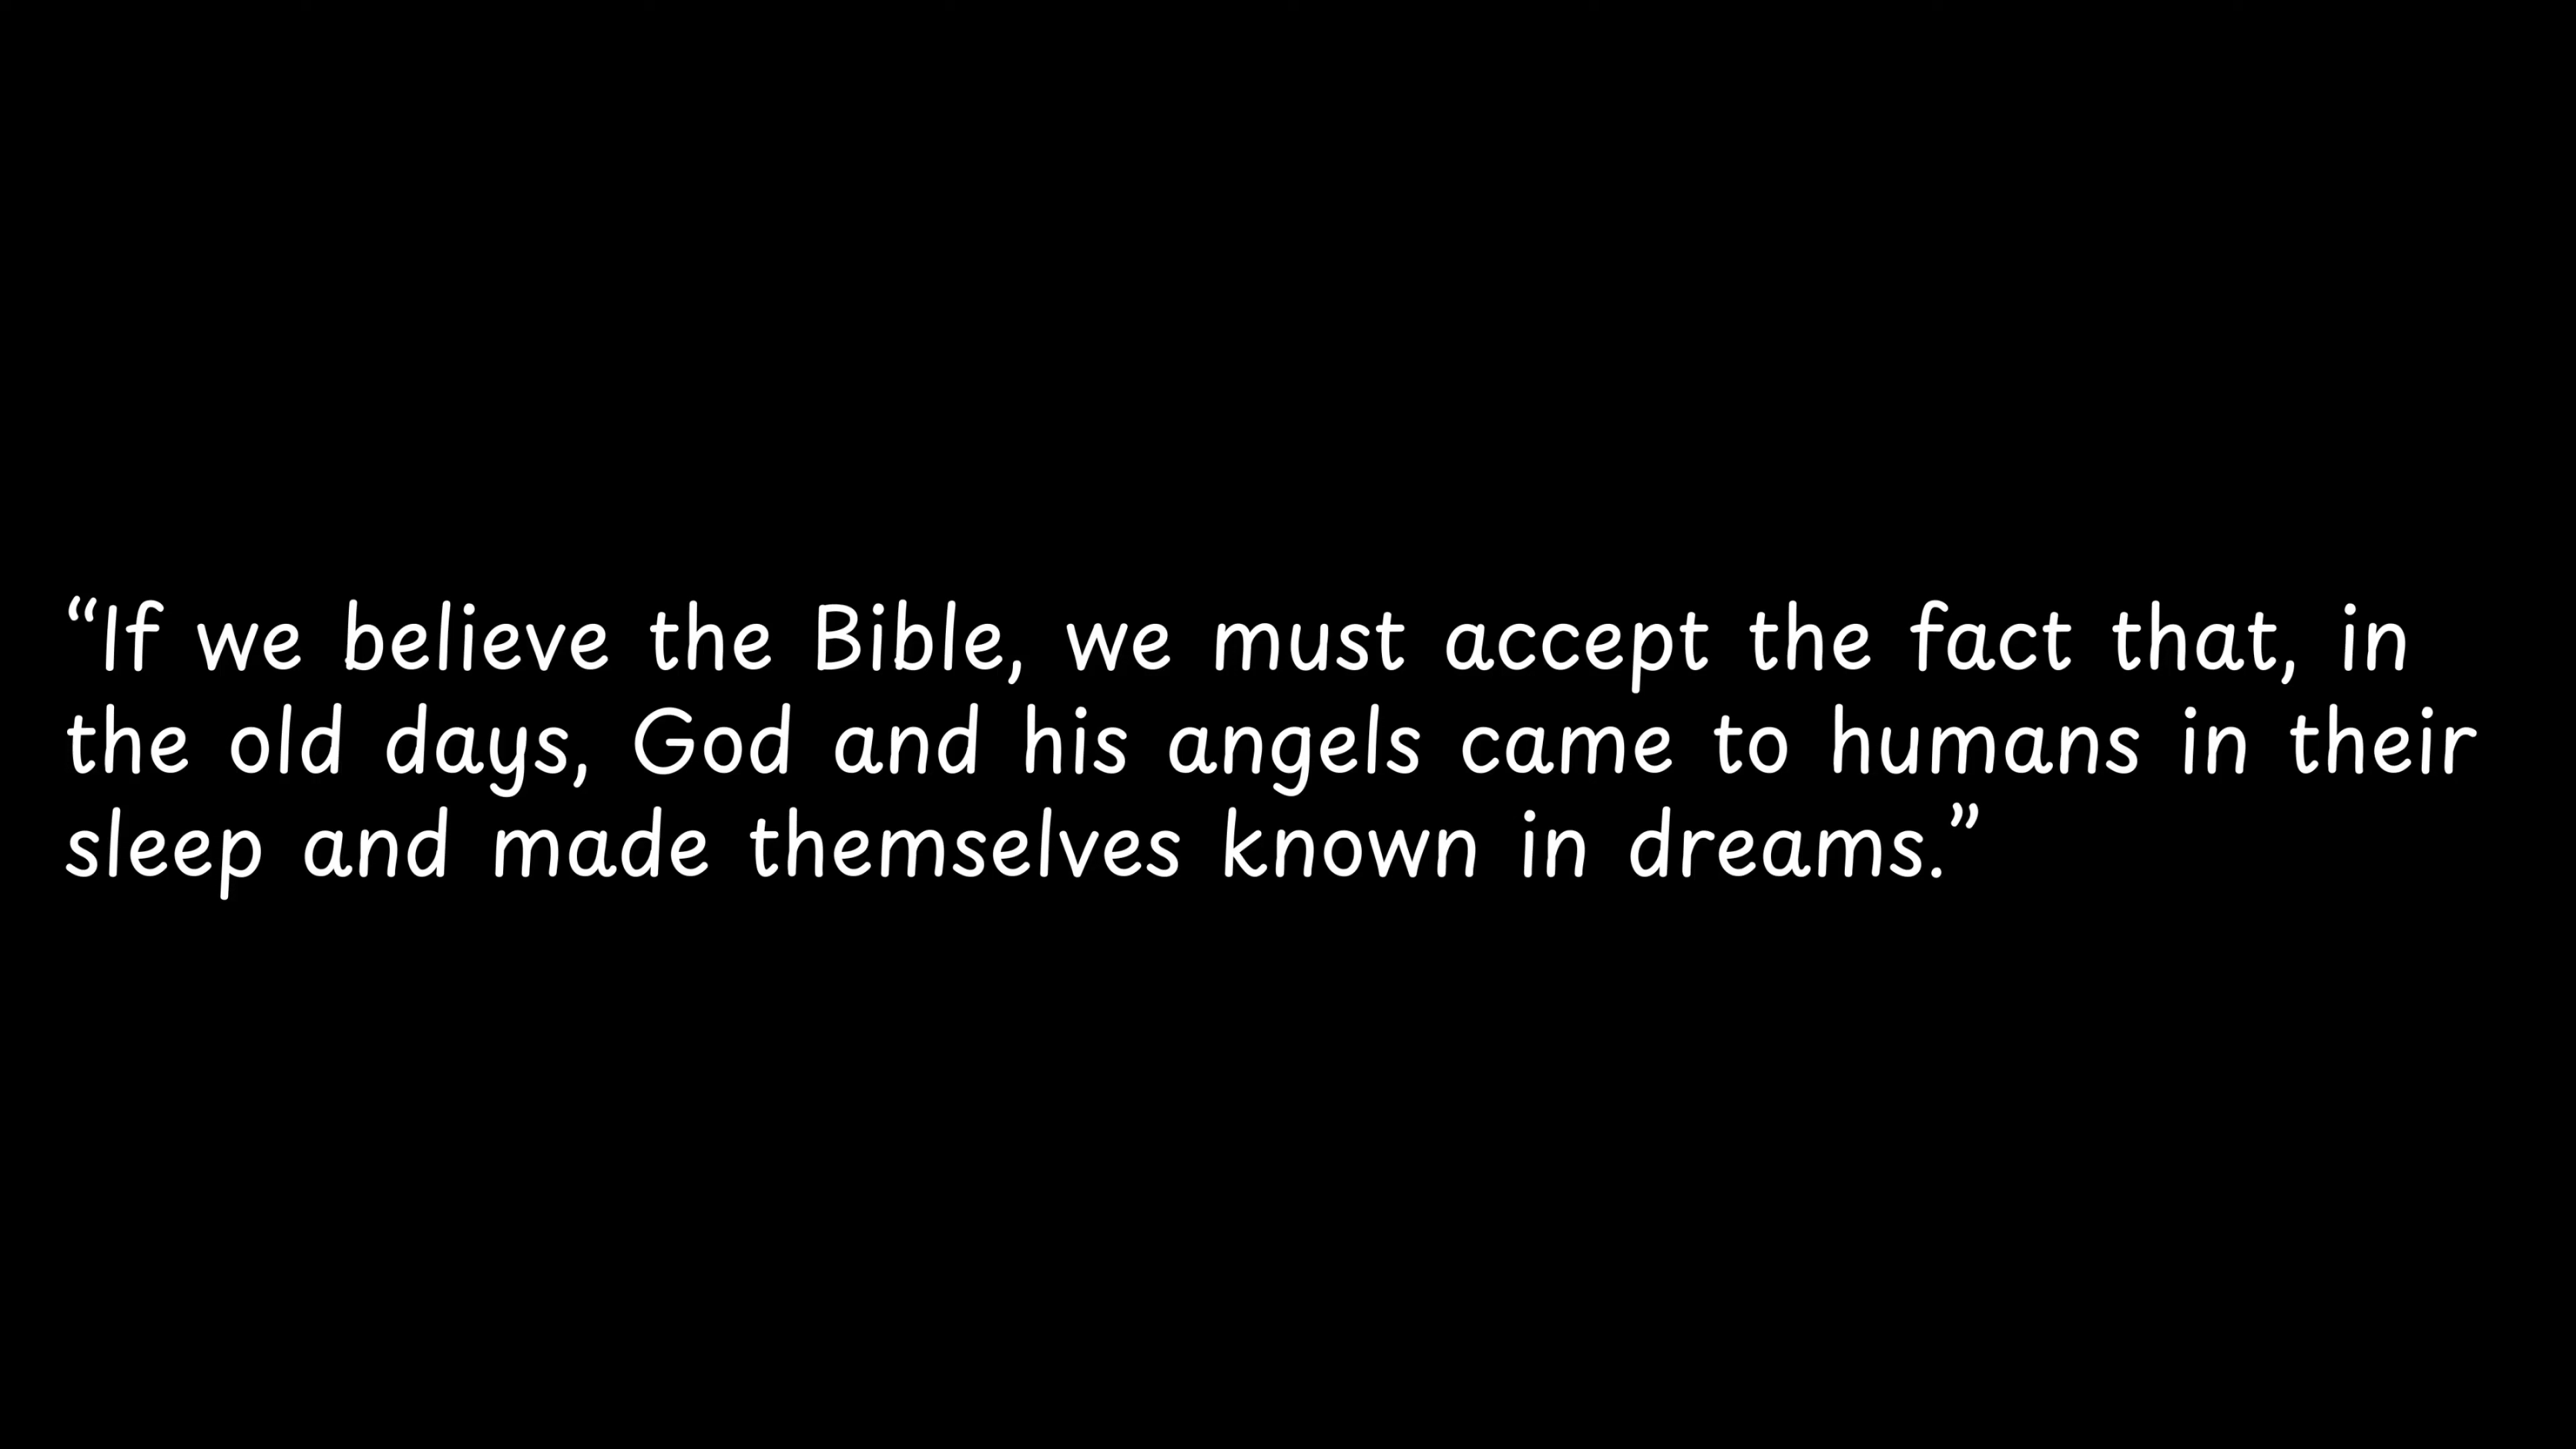 “If we believe the Bible, we must accept the fact that, in
the old days, God and his angels came to humans in their
sleep and made themselves known in dreams.”